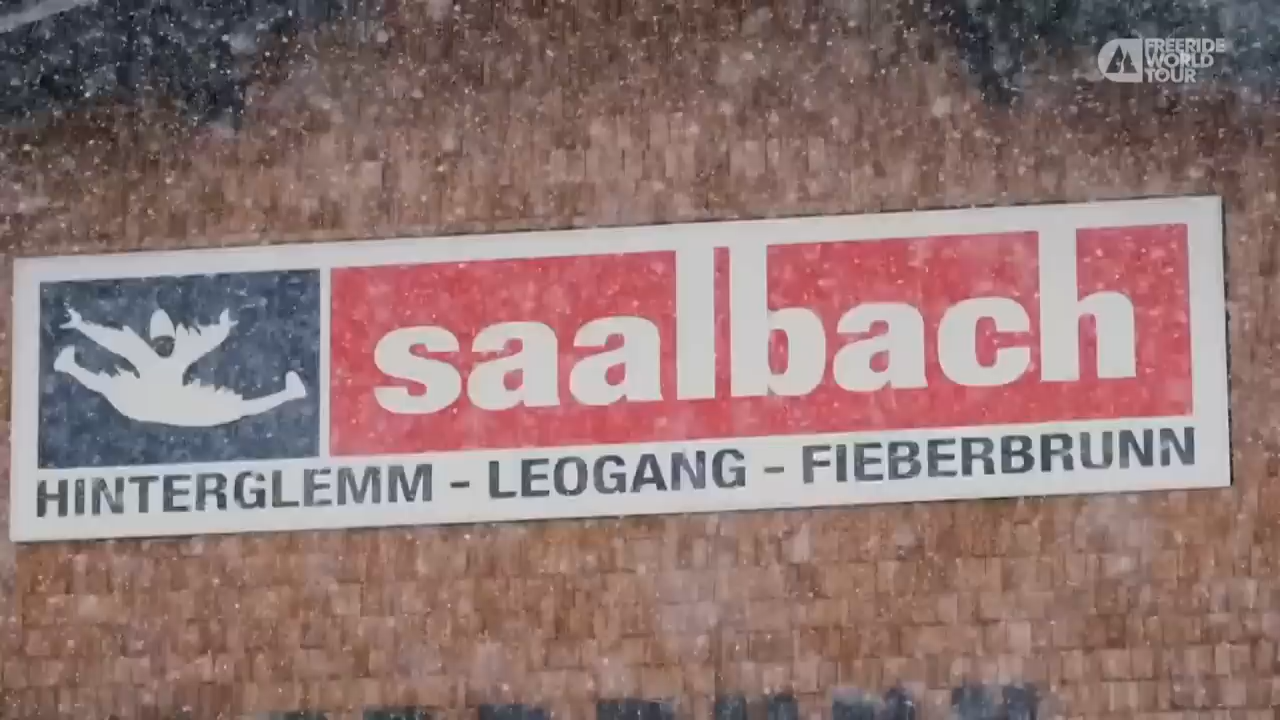 FREERIDE
WORLD
TOUR
saalbach
HINTERGLEMM - LEOGANG - FIEBERBRUNN